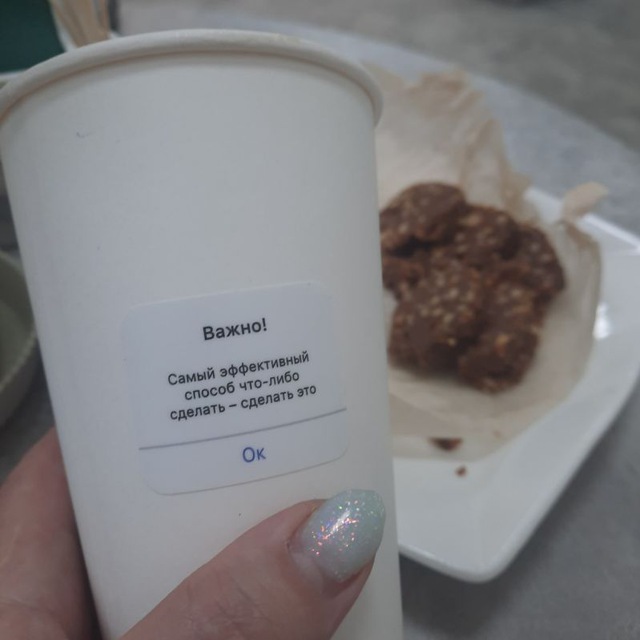 Важно!
Самый эффективный
способ что-либо
сделать – сделать это
Ок